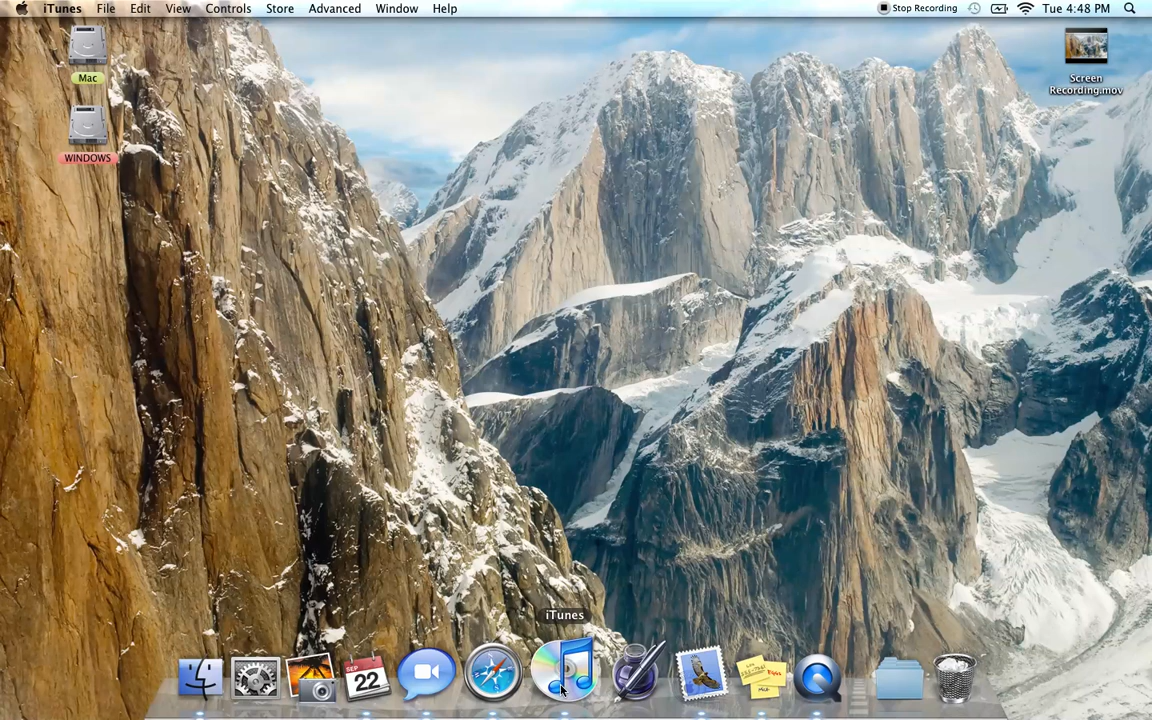 iTunes File Edit View Controls Store Advanced Window Help Stop Recording Tue 4:48 PM
Mac
WINDOWS
Screen
Recording.mov
iTunes
SEP
22